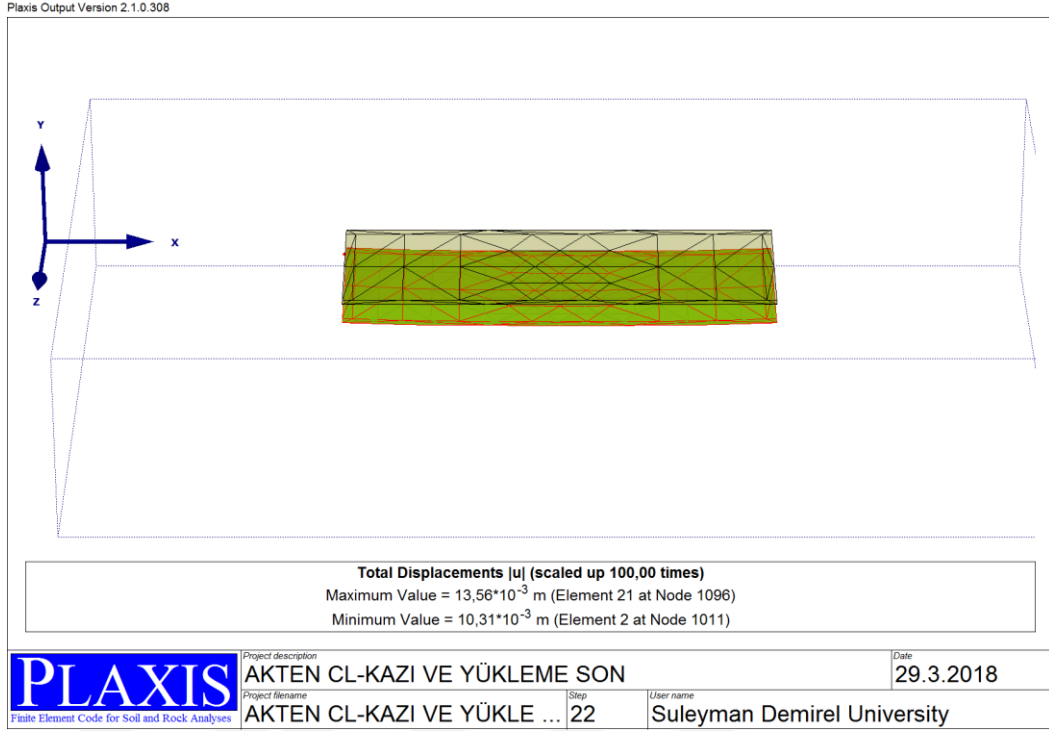 Plaxis Output Version 2.1.0.308
Y
X
Z
Total Displacements |u| (scaled up 100,00 times)
Maximum Value = 13,56*10⁻³ m (Element 21 at Node 1096)
Minimum Value = 10,31*10⁻³ m (Element 2 at Node 1011)
PLAXIS
Finite Element Code for Soil and Rock Analyses
Project description
AKTEN CL-KAZI VE YÜKLEME SON
Date
29.3.2018
Project filename
AKTEN CL-KAZI VE YÜKLE ...
Step
22
User name
Suleyman Demirel University